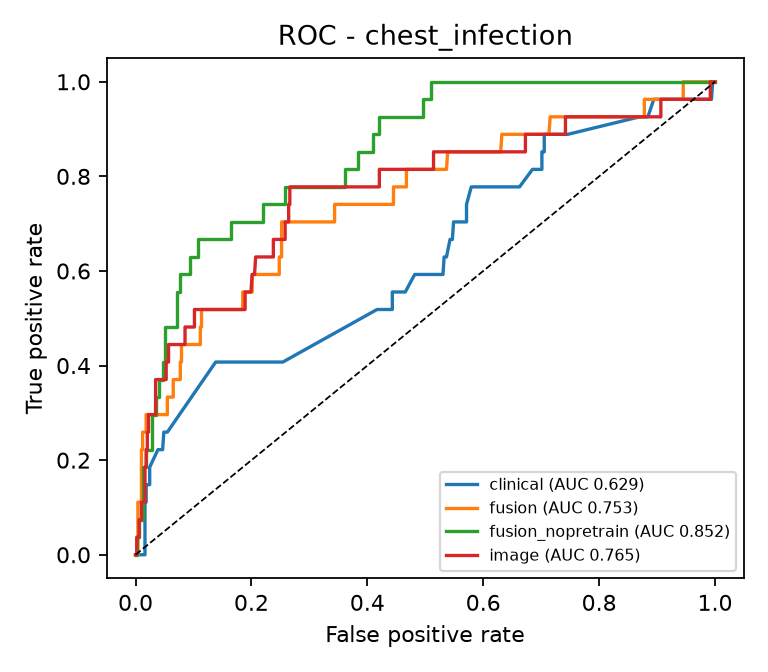 ROC - chest_infection
True positive rate
1.0
0.8
0.6
0.4
0.2
0.0
clinical (AUC 0.629)
fusion (AUC 0.753)
fusion_nopretrain (AUC 0.852)
image (AUC 0.765)
0.0 0.2 0.4 0.6 0.8 1.0
False positive rate